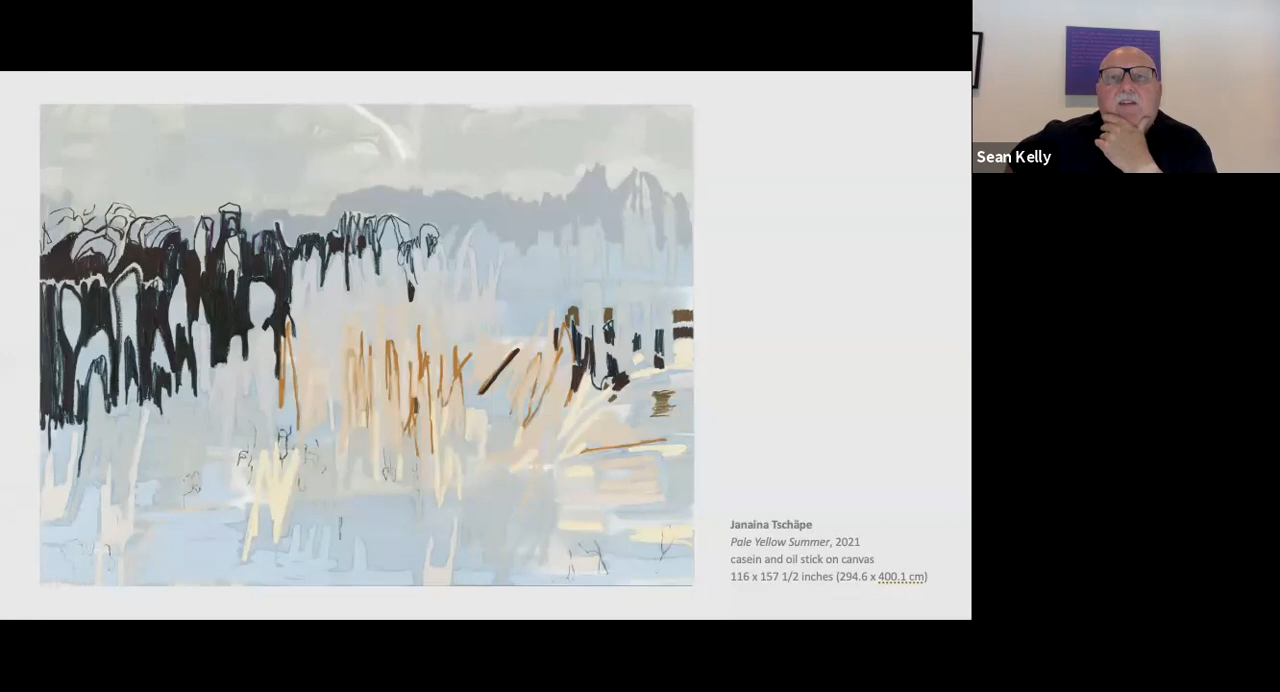 Sean Kelly
Janaina Tschäpe
Pale Yellow Summer, 2021
casein and oil stick on canvas
116 x 157 1/2 inches (294.6 x 400.1 cm)